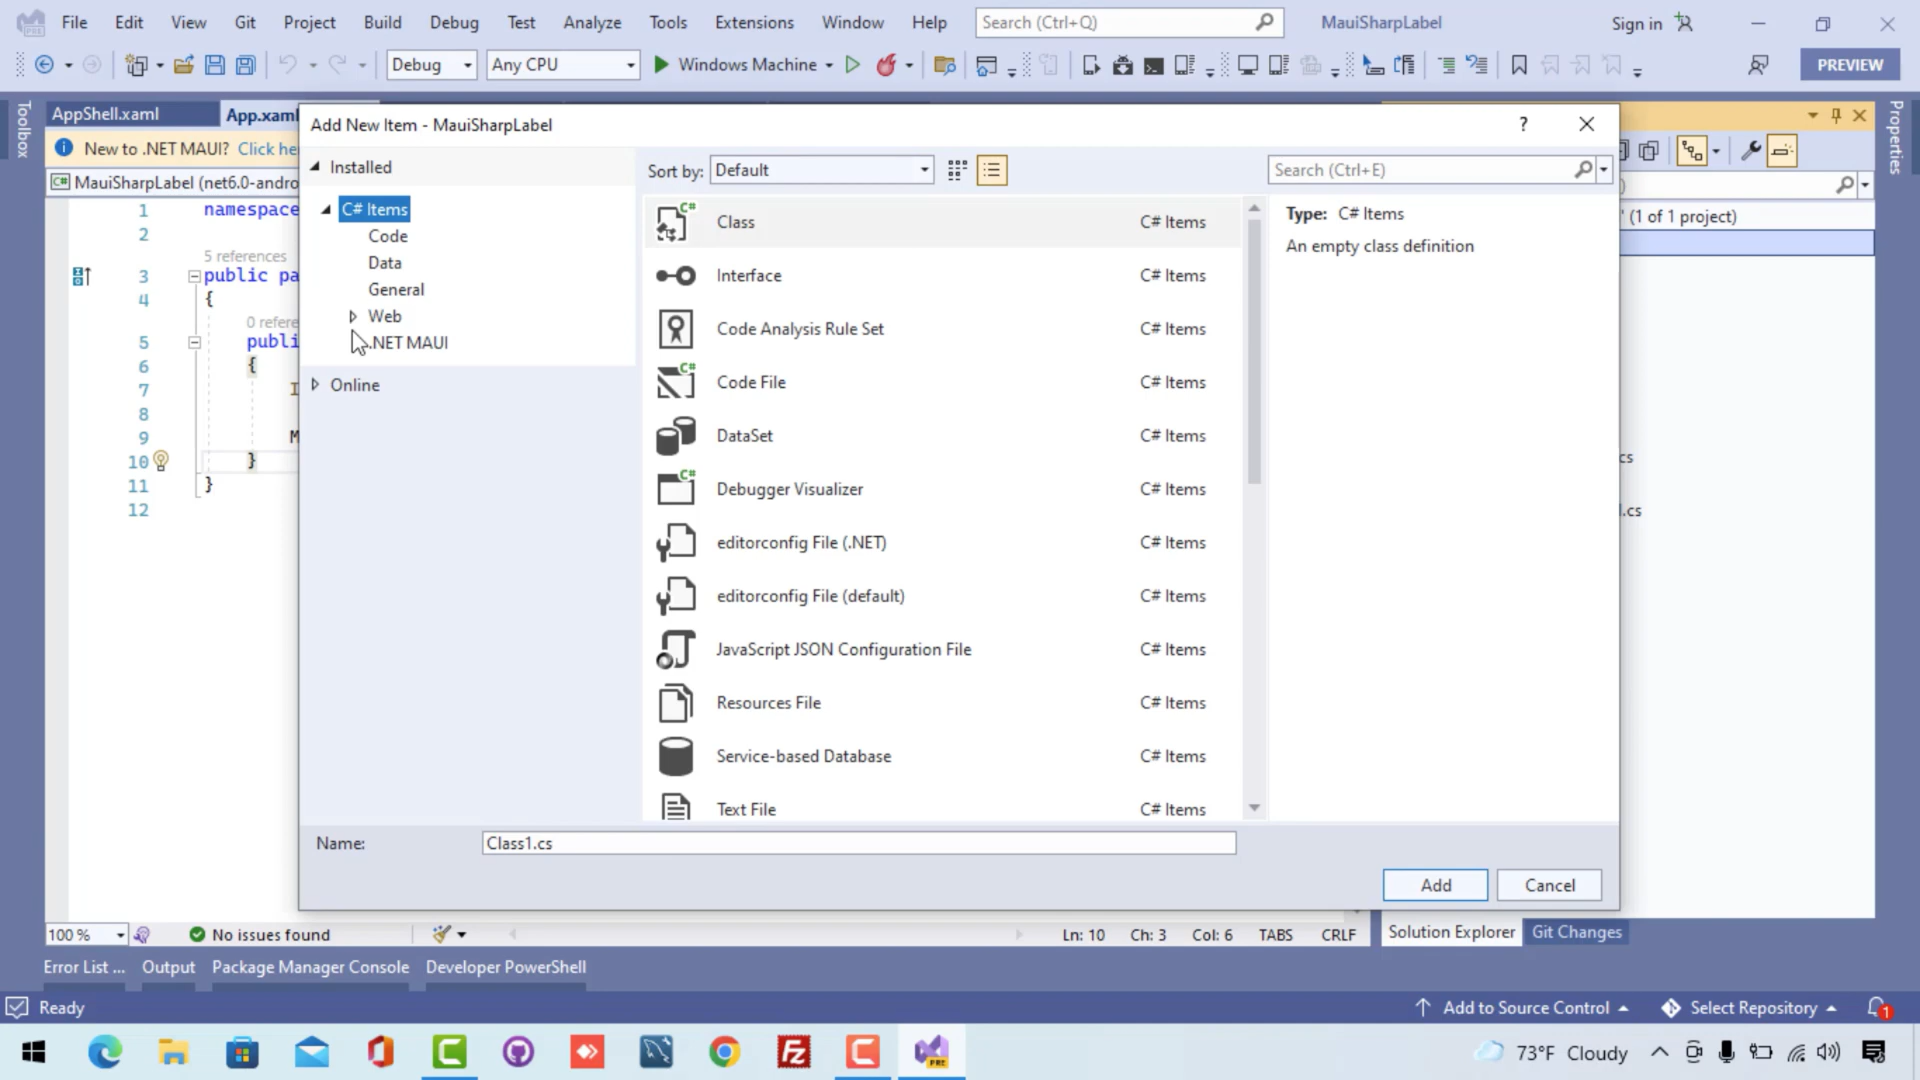 File Edit View Git Project Build Debug Test Analyze Tools Extensions Window Help Search (Ctrl+Q) MauiSharpLabel Sign in
Debug Any CPU Windows Machine PREVIEW
Toolbox
AppShell.xaml App.xaml
New to .NET MAUI? Click he
MauiSharpLabel (net6.0-andro
1 namespace
2
5 references
3 public pa
4 {
0 refere
5 publi
6 {
7 I
8
9 M
10 }
11 }
12
Add New Item - MauiSharpLabel ?
Installed
C# Items
Code
Data
General
Web
.NET MAUI
Online
Sort by: Default
Search (Ctrl+E)
Class C# Items
Interface C# Items
Code Analysis Rule Set C# Items
Code File C# Items
DataSet C# Items
Debugger Visualizer C# Items
editorconfig File (.NET) C# Items
editorconfig File (default) C# Items
JavaScript JSON Configuration File C# Items
Resources File C# Items
Service-based Database C# Items
Text File C# Items
Type: C# Items
An empty class definition
Name: Class1.cs
Add Cancel
Properties
)
' (1 of 1 project)
cs
l.cs
100 % No issues found Ln: 10 Ch: 3 Col: 6 TABS CRLF
Solution Explorer Git Changes
Error List ... Output Package Manager Console Developer PowerShell
Ready Add to Source Control Select Repository 1
73°F Cloudy